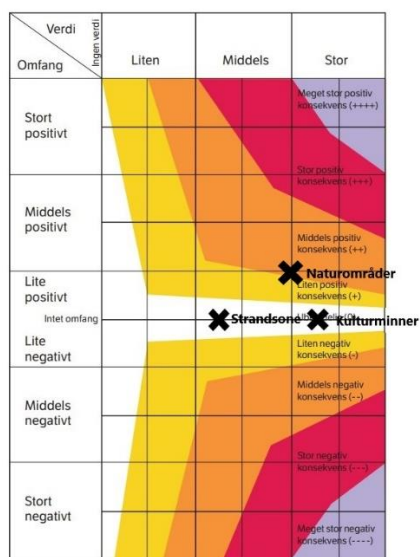 Verdi
Omfang
Ingen verdi
Liten
Middels
Stor
Stort
positivt
Meget stor positiv
konsekvens (++++)
Stor positiv
konsekvens (+++)
Middels
positivt
Middels positiv
konsekvens (++)
Naturområder
Lite
positivt
Liten positiv
konsekvens (+)
Intet omfang
Strandsone
Kulturminner
Lite
negativt
Liten negativ
konsekvens (-)
Middels
negativt
Middels negativ
konsekvens (--)
Stor negativ
konsekvens (---)
Stort
negativt
Meget stor negativ
konsekvens (----)